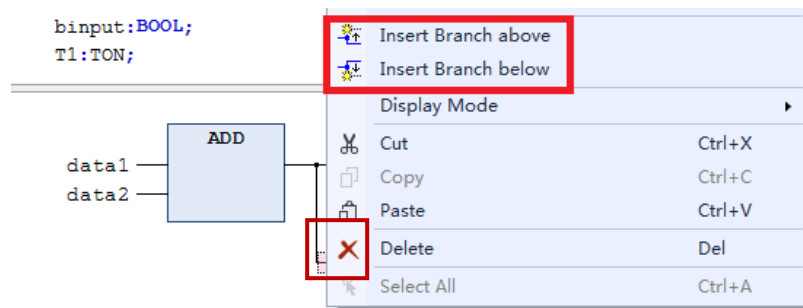 binput:BOOL;
T1:TON;
ADD
data1
data2
Insert Branch above
Insert Branch below
Display Mode
Cut Ctrl+X
Copy Ctrl+C
Paste Ctrl+V
Delete Del
Select All Ctrl+A